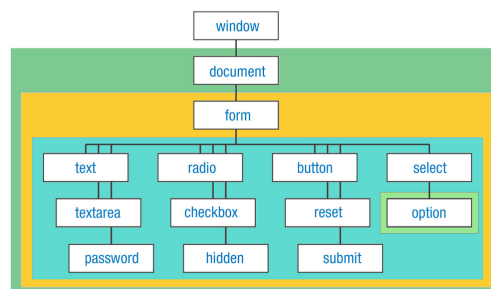 window
document
form
text radio button select
textarea checkbox reset option
password hidden submit